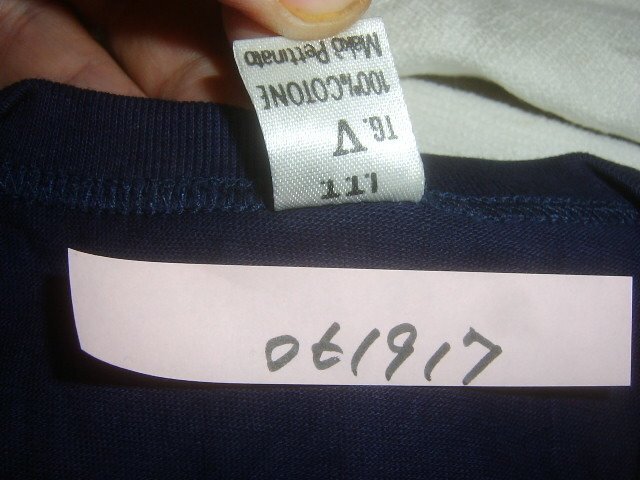 I.T.T.
TG. V
100% COTONE
Makò Pettinato